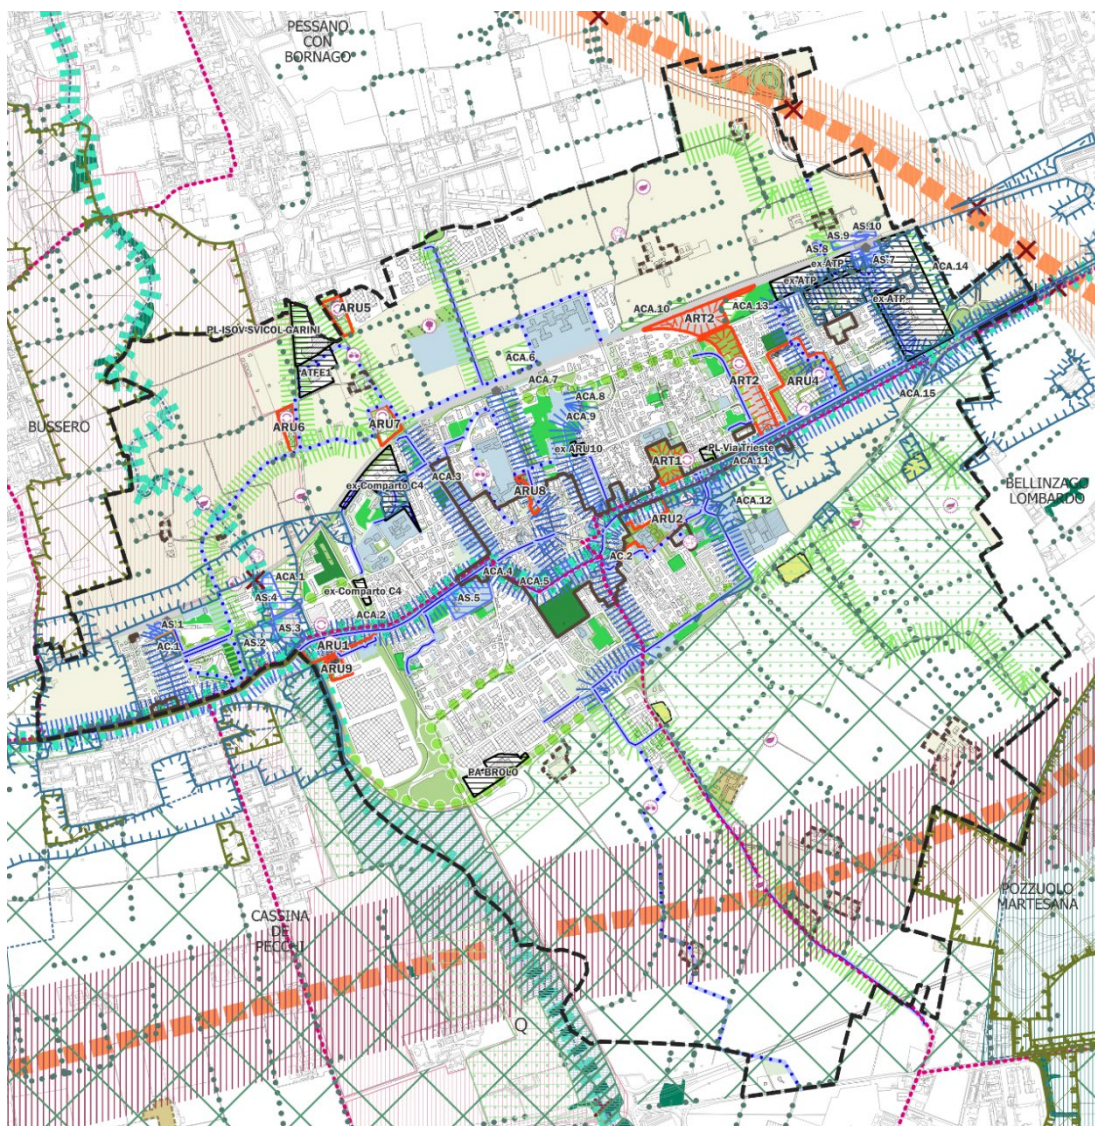 PESSANO
CON
BORNAGO
AS.10
AS.9
AS.8
AS.7
ex ATP
ACA.14
ex ATP
ex ATP
ACA.13
ACA.10
ART2
ARU5
PL-ISOV-SVICOL-GARINI
ATFE1
ACA.6
ACA.7
ACA.8
ACA.9
ART2
ARU4
ACA.15
BUSSERO
ARU6
ARU7
ex ARU10
PL-Via Trieste
ART1
ACA.11
ACA.3
ex-Comparto C4
ARU8
ACA.12
BELLINZAGO
LOMBARDO
ARU2
AC.2
ACA.4
ACA.5
ACA.1
AS.4
ex-Comparto C4
AS.5
ACA.2
AS.1
AS.3
AC.1
AS.2
ARU1
ARU9
PA-BROLO
POZZUOLO
MARTESANA
CASSINA
DE
PECCHI
Q